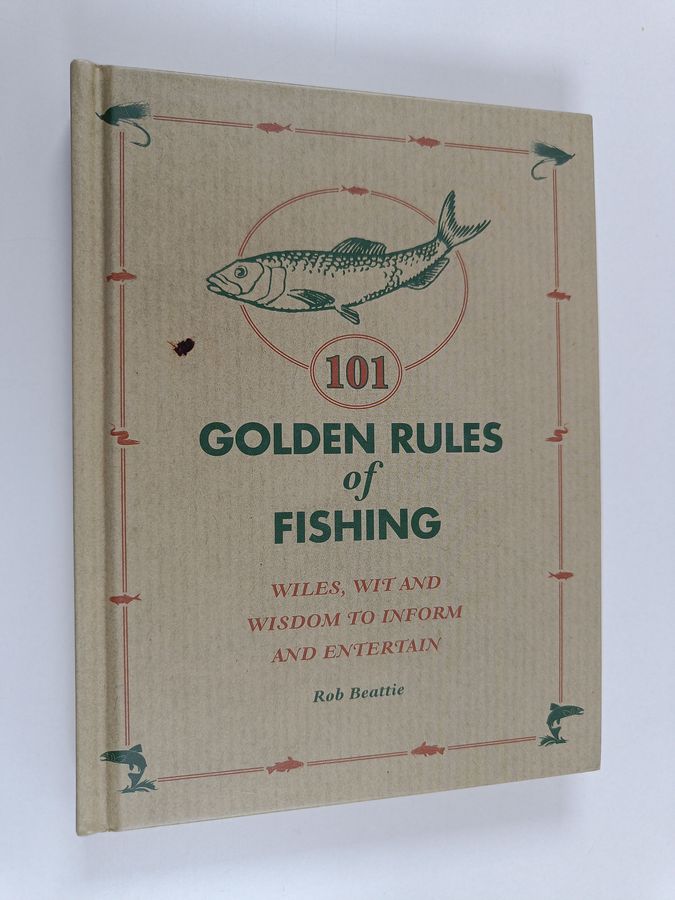 101
GOLDEN RULES
of
FISHING
WILES, WIT AND
WISDOM TO INFORM
AND ENTERTAIN
Rob Beattie